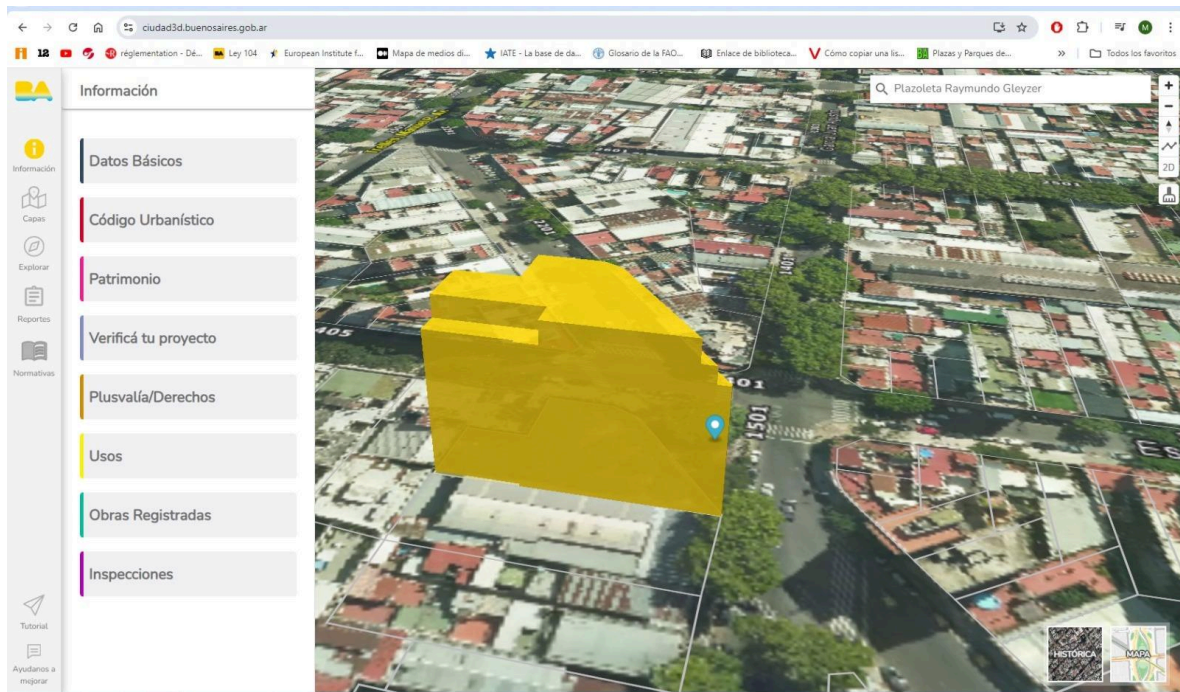 ciudad3d.buenosaires.gob.ar
12
réglementation - Dé...
Ley 104
European Institute f...
Mapa de medios di...
IATE - La base de da...
Glosario de la FAO...
Enlace de biblioteca...
Cómo copiar una lis...
Plazas y Parques de...
»
Todos los favoritos
M
BA
Información
Plazoleta Raymundo Gleyzer
+
-
2D
Información
Capas
Explorar
Reportes
Normativas
Datos Básicos
Código Urbanístico
Patrimonio
Verificá tu proyecto
Plusvalía/Derechos
Usos
Obras Registradas
Inspecciones
2201
1401
405
1501
Tutorial
Ayudanos a
mejorar
HISTÓRICA
MAPA